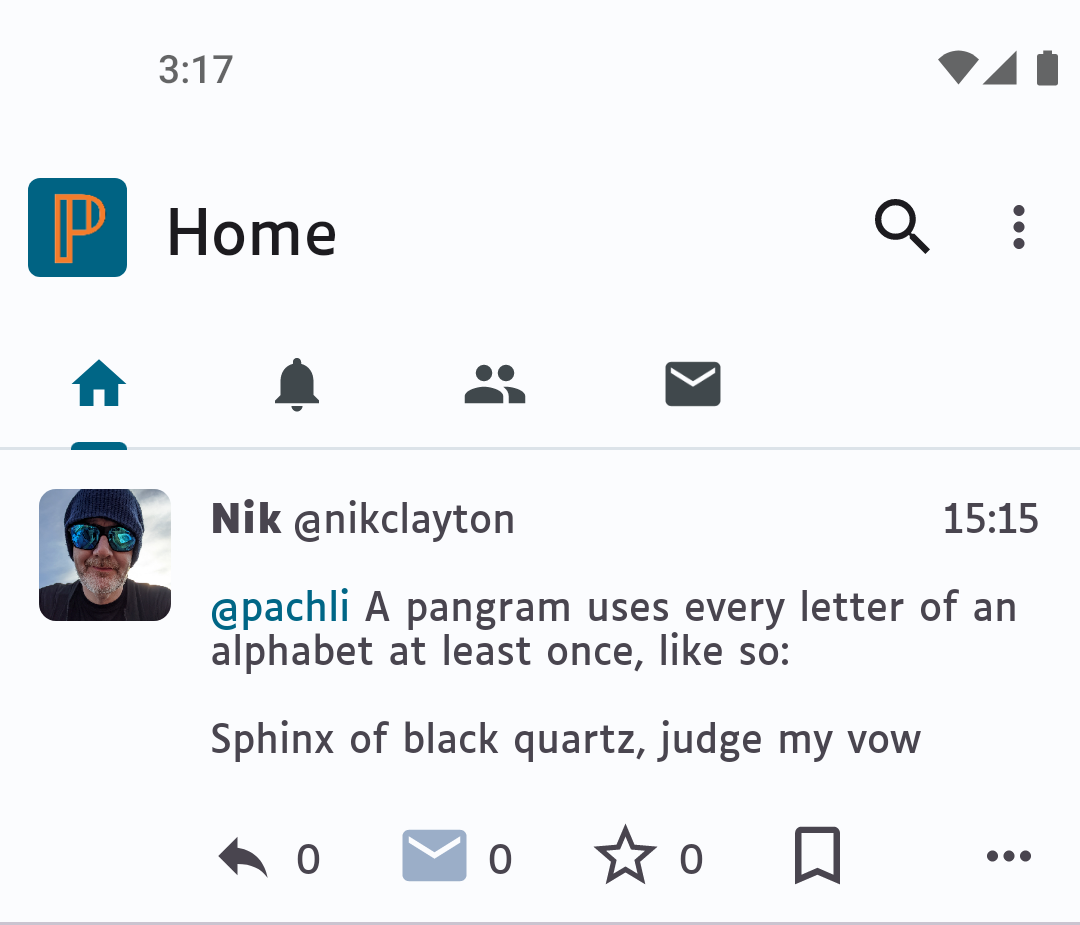 3:17
P
Home
Nik @nikclayton 15:15
@pachli A pangram uses every letter of an
alphabet at least once, like so:
Sphinx of black quartz, judge my vow
0 0 0